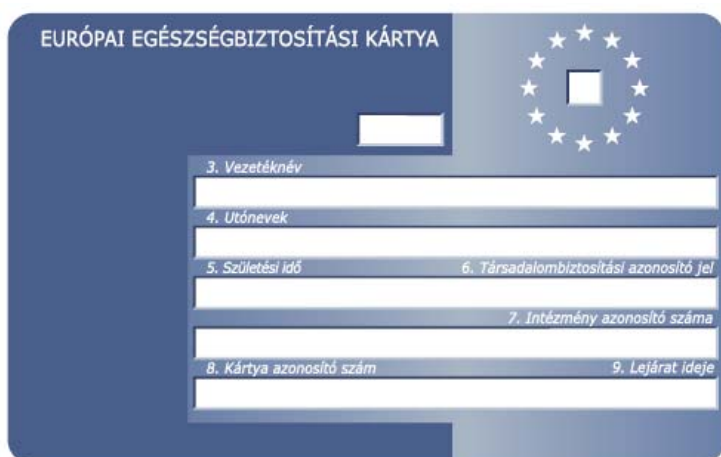 EURÓPAI EGÉSZSÉGBIZTOSÍTÁSI KÁRTYA
3. Vezetéknév
4. Utónevek
5. Születési idő 6. Társadalombiztosítási azonosító jel
7. Intézmény azonosító száma
8. Kártya azonosító szám 9. Lejárat ideje